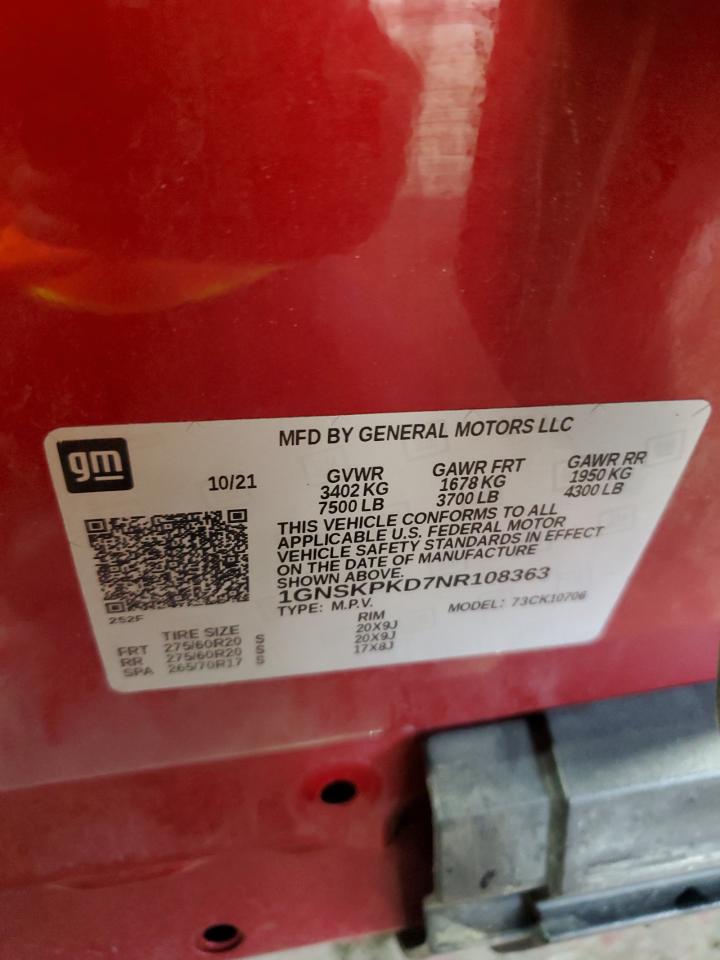 gm
MFD BY GENERAL MOTORS LLC
10/21
GVWR GAWR FRT GAWR RR
3402 KG 1678 KG 1950 KG
7500 LB 3700 LB 4300 LB
THIS VEHICLE CONFORMS TO ALL
APPLICABLE U.S. FEDERAL MOTOR
VEHICLE SAFETY STANDARDS IN EFFECT
ON THE DATE OF MANUFACTURE
SHOWN ABOVE.
1GNSKPKD7NR108363
TYPE: M.P.V. MODEL: 73CK10706
252F
TIRE SIZE RIM
FRT 275/60R20 S 20X9J
RR 275/60R20 S 20X9J
SPA 265/70R17 S 17X8J